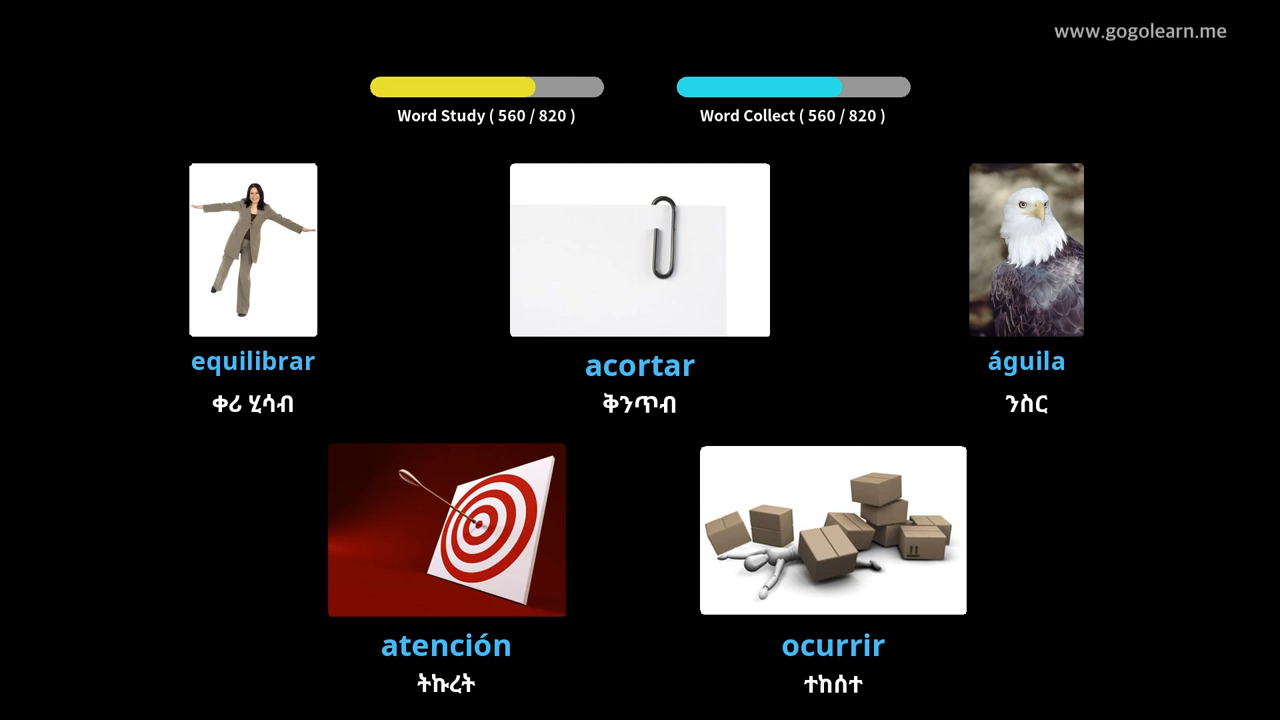 www.gogolearn.me
Word Study ( 560 / 820 )
Word Collect ( 560 / 820 )
equilibrar
ቀሪ ሂሳብ
acortar
ቅንጥብ
águila
ንስር
atención
ትኩረት
ocurrir
ተከሰተ